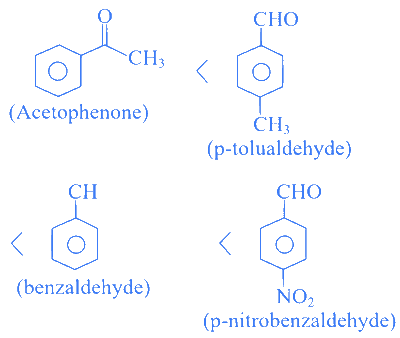 O CHO
CH₃ <
(Acetophenone)
CH₃
(p-tolualdehyde)
CH CHO
< <
(benzaldehyde)
NO₂
(p-nitrobenzaldehyde)